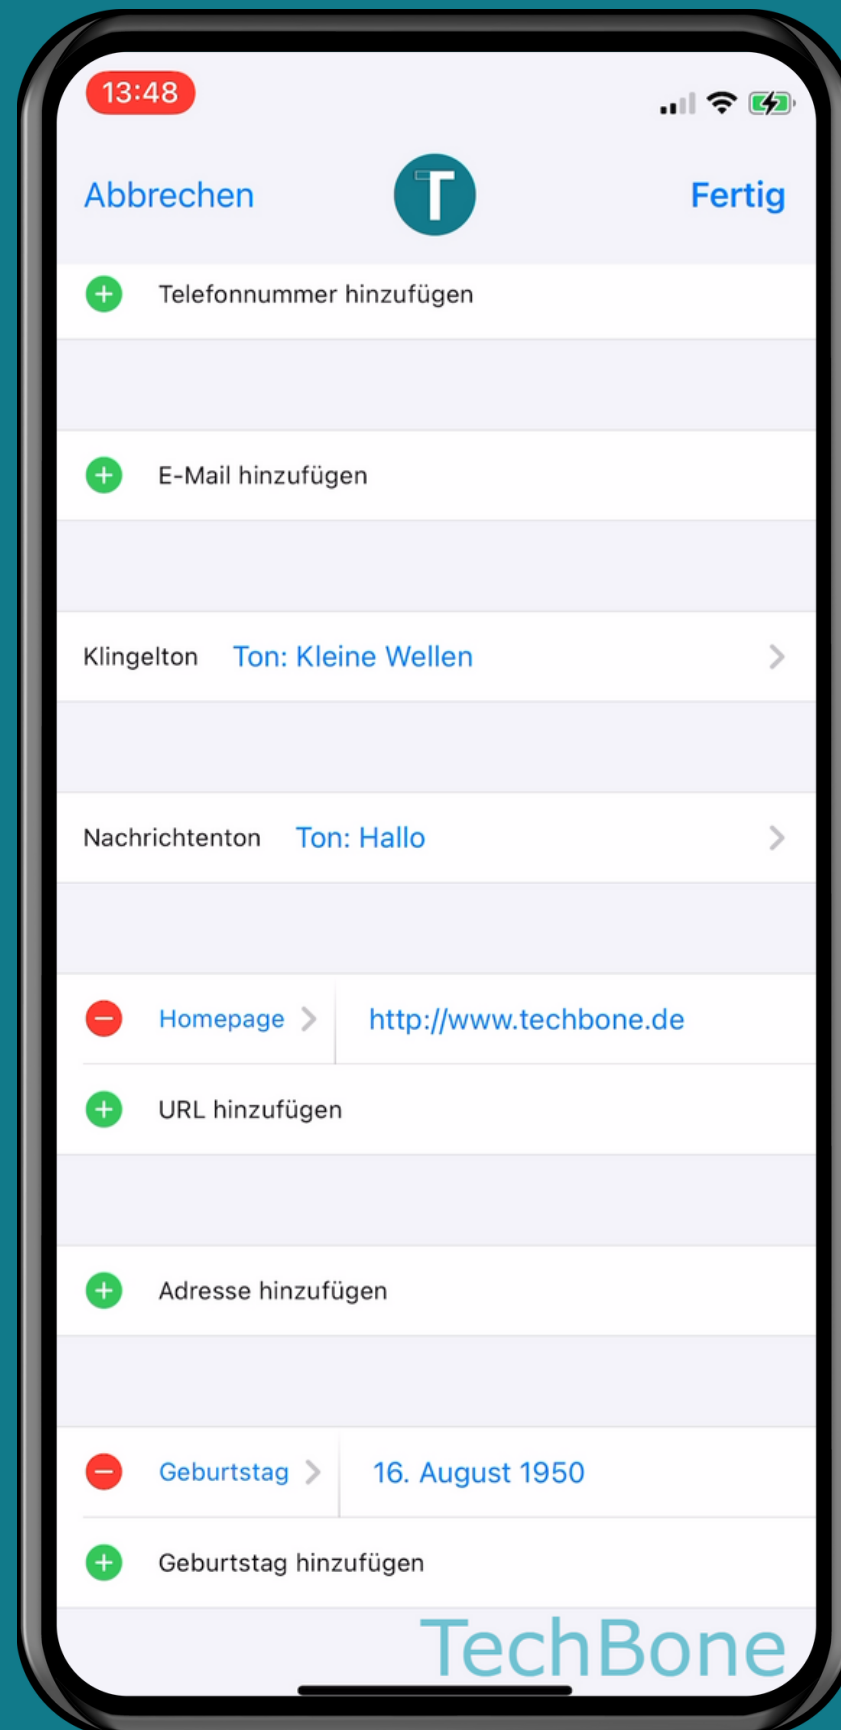 13:48
Abbrechen
T
Fertig
Telefonnummer hinzufügen
E-Mail hinzufügen
Klingelton Ton: Kleine Wellen
Nachrichtenton Ton: Hallo
Homepage http://www.techbone.de
URL hinzufügen
Adresse hinzufügen
Geburtstag 16. August 1950
Geburtstag hinzufügen
TechBone